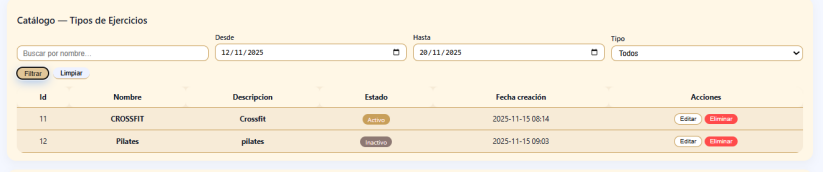 Catálogo — Tipos de Ejercicios
Desde Hasta Tipo
Buscar por nombre... 12/11/2025 20/11/2025 Todos
Filtrar Limpiar
Id Nombre Descripcion Estado Fecha creación Acciones
11 CROSSFIT Crossfit Activo 2025-11-15 08:14 Editar Eliminar
12 Pilates pilates Inactivo 2025-11-15 09:03 Editar Eliminar